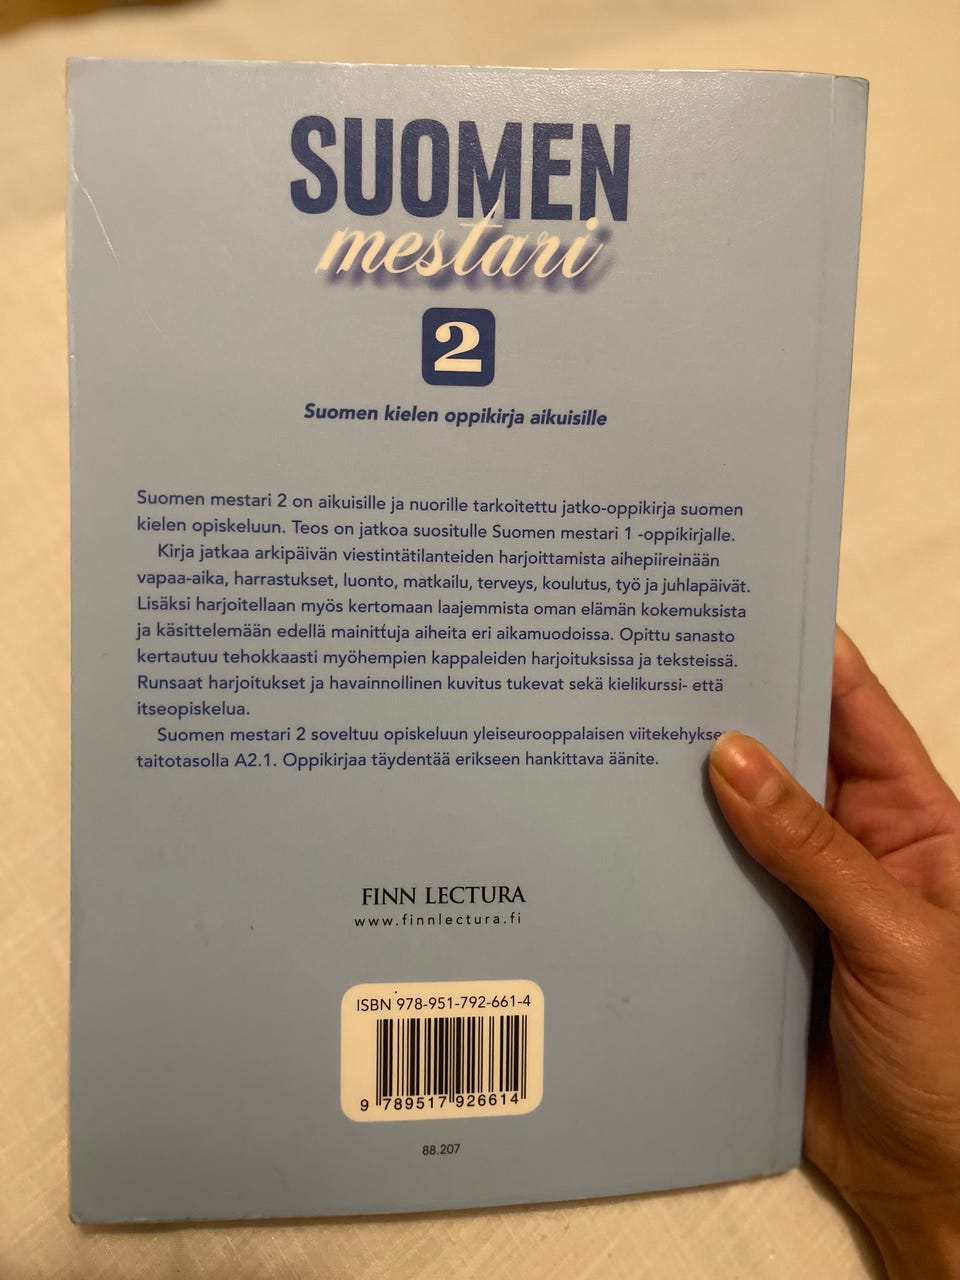 SUOMEN
mestari
2
Suomen kielen oppikirja aikuisille
Suomen mestari 2 on aikuisille ja nuorille tarkoitettu jatko-oppikirja suomen
kielen opiskeluun. Teos on jatkoa suositulle Suomen mestari 1 -oppikirjalle.
Kirja jatkaa arkipäivän viestintätilanteiden harjoittamista aihepiireinään
vapaa-aika, harrastukset, luonto, matkailu, terveys, koulutus, työ ja juhlapäivät.
Lisäksi harjoitellaan myös kertomaan laajemmista oman elämän kokemuksista
ja käsittelemään edellä mainittuja aiheita eri aikamuodoissa. Opittu sanasto
kertautuu tehokkaasti myöhempien kappaleiden harjoituksissa ja teksteissä.
Runsaat harjoitukset ja havainnollinen kuvitus tukevat sekä kielikurssi- että
itseopiskelua.
Suomen mestari 2 soveltuu opiskeluun yleiseurooppalaisen
taitotasolla A2.1. Oppikirjaa täydentää erikseen hankittava äänite.
FINN LECTURA
www.finnlectura.fi
ISBN 978-951-792-661-4
9 789517 926614
88.207